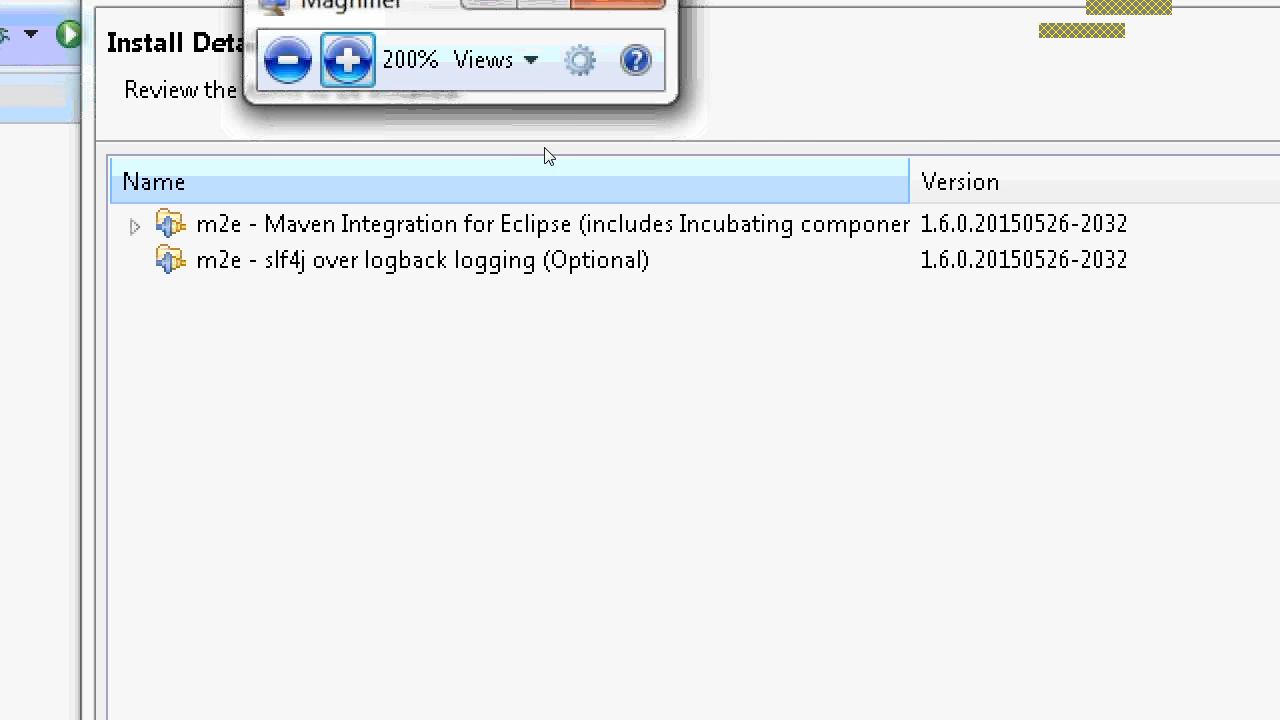 Magnifier
200% Views
Install Deta
Review the
Name Version
m2e - Maven Integration for Eclipse (includes Incubating componer 1.6.0.20150526-2032
m2e - slf4j over logback logging (Optional) 1.6.0.20150526-2032